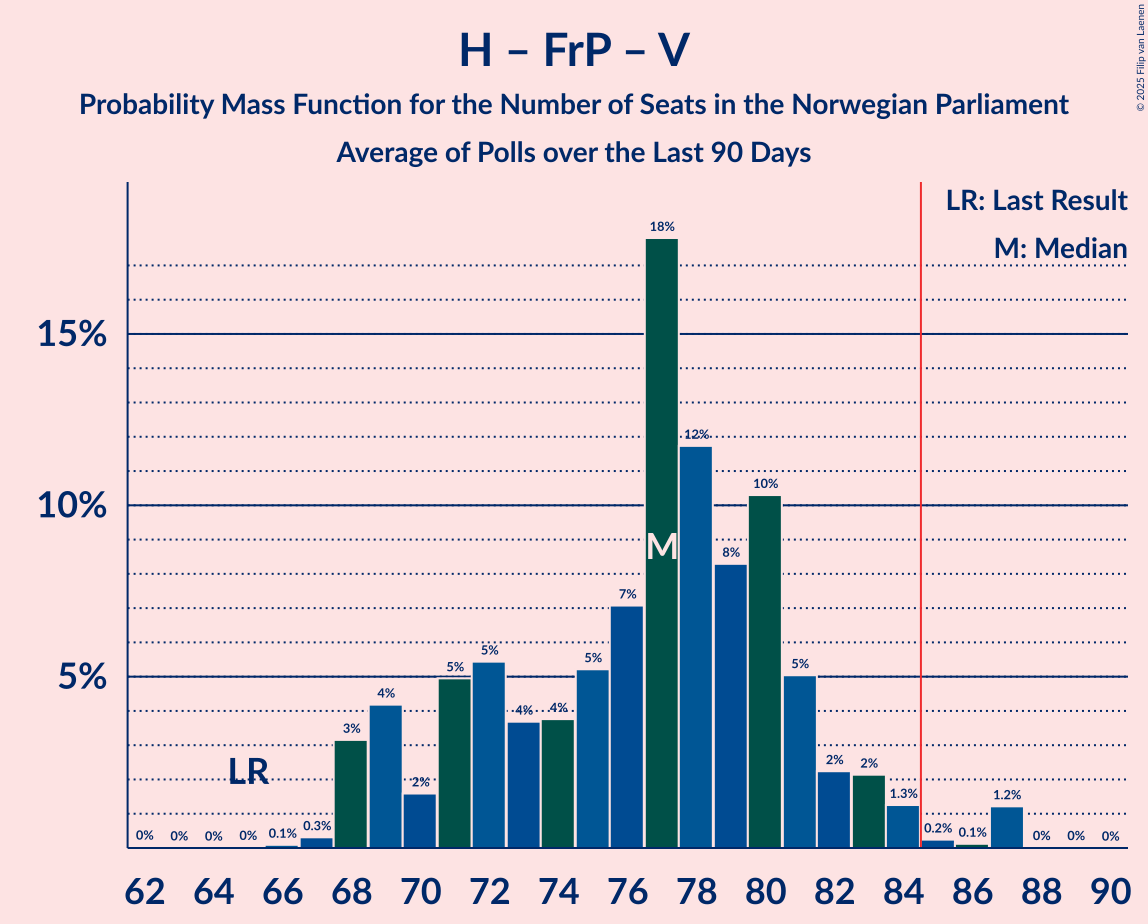 H – FrP – V
Probability Mass Function for the Number of Seats in the Norwegian Parliament
Average of Polls over the Last 90 Days
© 2025 Filip van Laenen
LR: Last Result
M: Median
15%
10%
5%
LR
M
0% 0% 0% 0% 0.1% 0.3% 3% 4% 2% 5% 5% 4% 4% 5% 7% 18% 12% 8% 10% 5% 2% 2% 1.3% 0.2% 0.1% 1.2% 0% 0% 0%
62 64 66 68 70 72 74 76 78 80 82 84 86 88 90